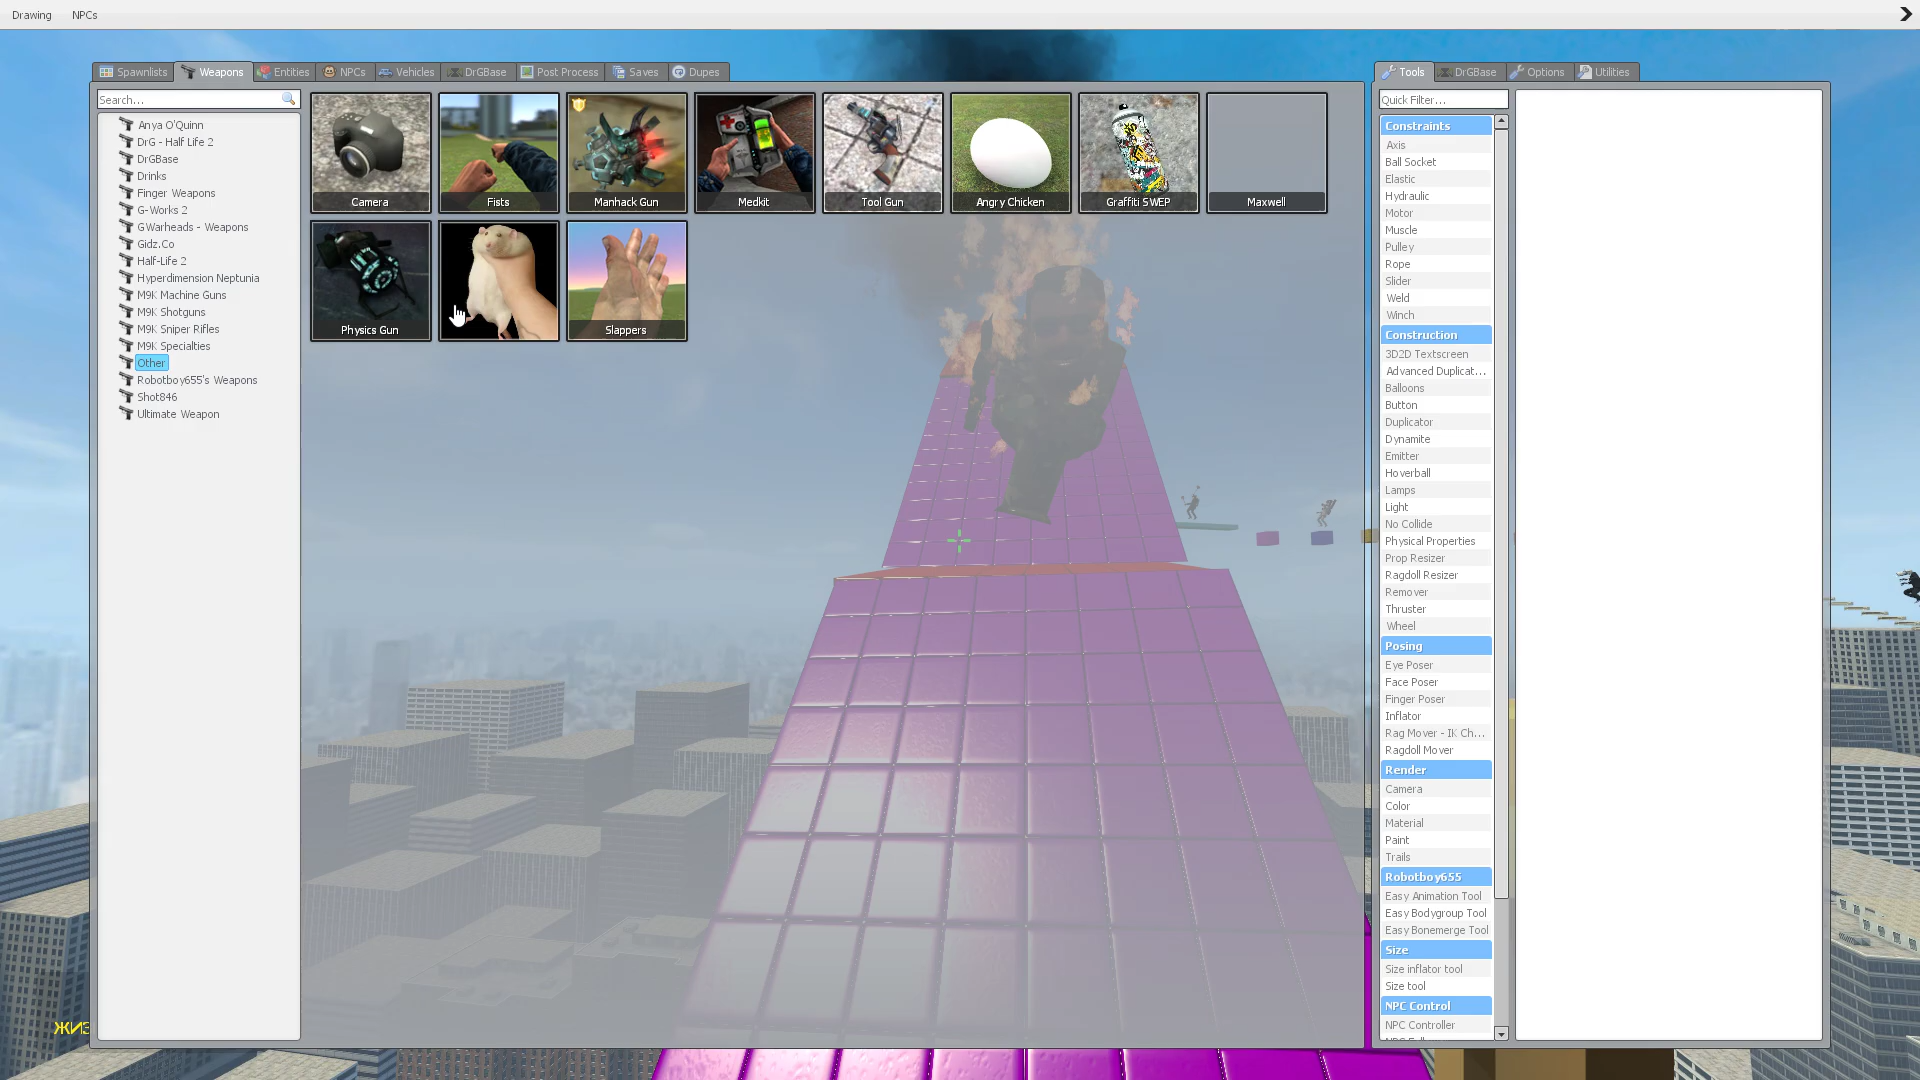 Drawing NPCs
Spawnlists Weapons Entities NPCs Vehicles DrGBase Post Process Saves Dupes
Search...
Anya O'Quinn
DrG - Half Life 2
DrGBase
Drinks
Finger Weapons
G-Works 2
GWarheads - Weapons
Gidz.Co
Half-Life 2
Hyperdimension Neptunia
M9K Machine Guns
M9K Shotguns
M9K Sniper Rifles
M9K Specialties
Other
Robotboy655's Weapons
Shot846
Ultimate Weapon
Camera Fists Manhack Gun Medkit Tool Gun Angry Chicken Graffiti SWEP Maxwell
Physics Gun Slappers
Tools DrGBase Options Utilities
Quick Filter...
Constraints
Axis
Ball Socket
Elastic
Hydraulic
Motor
Muscle
Pulley
Rope
Slider
Weld
Winch
Construction
3D2D Textscreen
Advanced Duplicat...
Balloons
Button
Duplicator
Dynamite
Emitter
Hoverball
Lamps
Light
No Collide
Physical Properties
Prop Resizer
Ragdoll Resizer
Remover
Thruster
Wheel
Posing
Eye Poser
Face Poser
Finger Poser
Inflator
Rag Mover - IK Ch...
Ragdoll Mover
Render
Camera
Color
Material
Paint
Trails
Robotboy655
Easy Animation Tool
Easy Bodygroup Tool
Easy Bonemerge Tool
Size
Size inflator tool
Size tool
NPC Control
NPC Controller
ЖИЗ